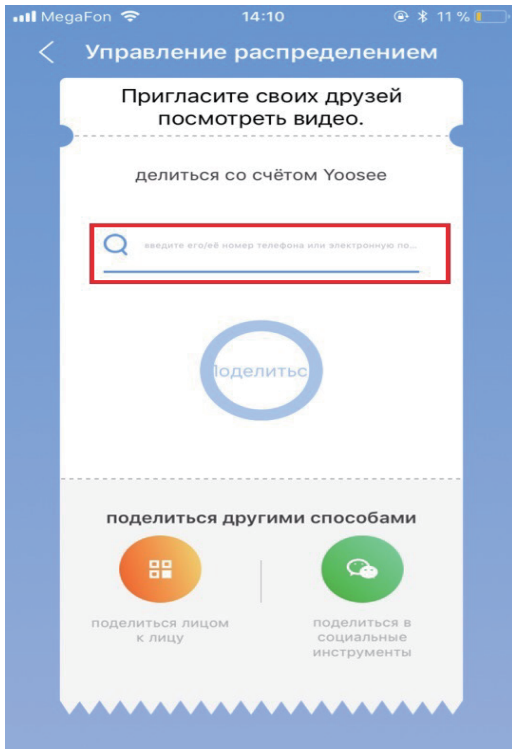 MegaFon 14:10 11 %
Управление распределением
Пригласите своих друзей
посмотреть видео.
делиться со счётом Yoosee
введите его/её номер телефона или электронную по...
Поделитьс
поделиться другими способами
поделиться лицом
к лицу
поделиться в
социальные
инструменты